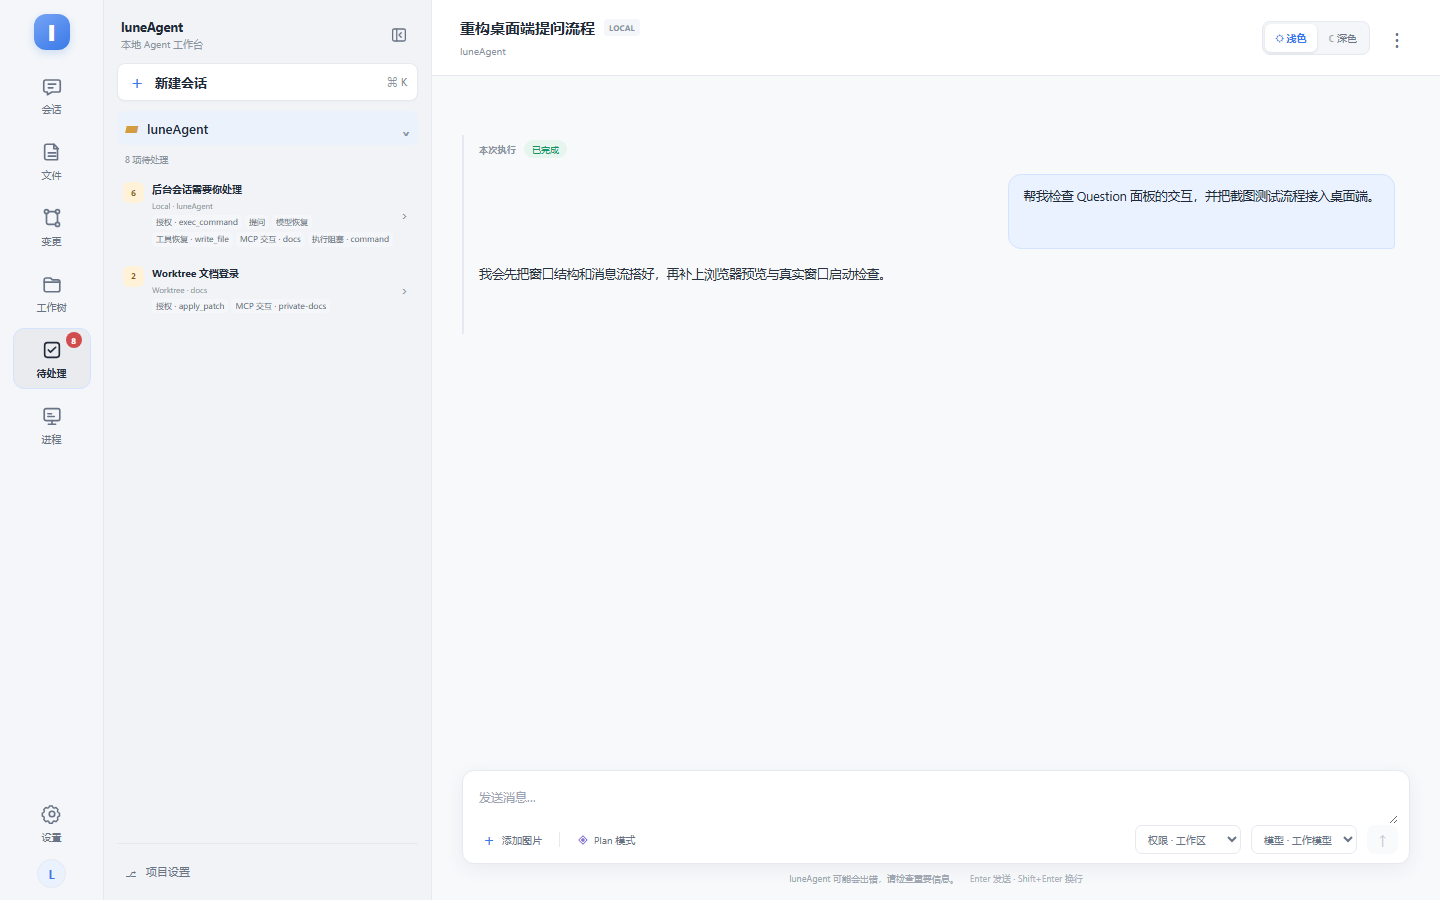 会话
文件
变更
工作树
8
待处理
进程
设置
L
luneAgent
本地 Agent 工作台
+ 新建会话 ⌘ K
luneAgent
8 项待处理
6 后台会话需要你处理
Local · luneAgent
授权 · exec_command 提问 模型恢复
工具恢复 · write_file MCP 交互 · docs 执行阻塞 · command
2 Worktree 文档登录
Worktree · docs
授权 · apply_patch MCP 交互 · private-docs
项目设置
重构桌面端提问流程 LOCAL
luneAgent
浅色 深色
本次执行 已完成
帮我检查 Question 面板的交互，并把截图测试流程接入桌面端。
我会先把窗口结构和消息流搭好，再补上浏览器预览与真实窗口启动检查。
发送消息...
+ 添加图片 Plan 模式 权限 · 工作区 模型 · 工作模型 ↑
luneAgent 可能会出错，请检查重要信息。 Enter 发送 · Shift+Enter 换行